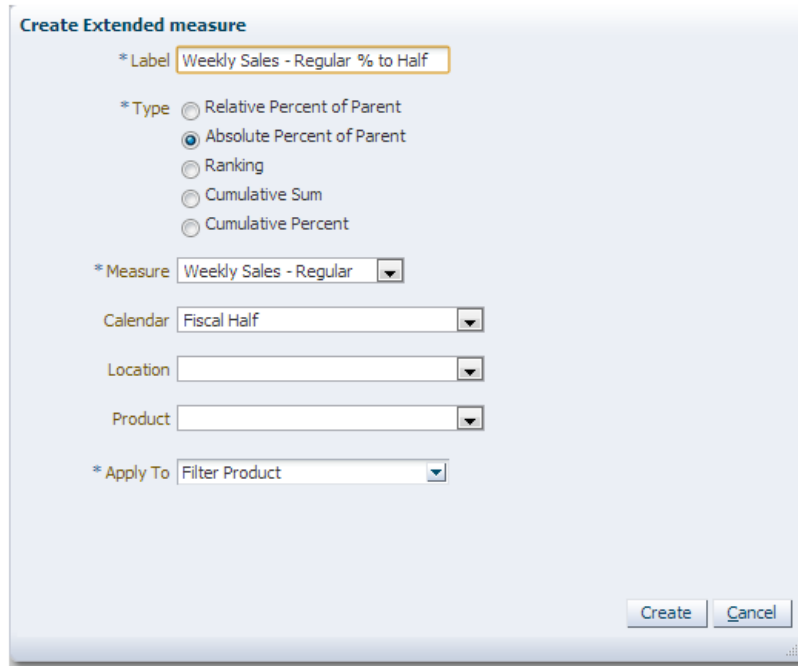 Create Extended measure
* Label Weekly Sales - Regular % to Half
* Type Relative Percent of Parent
Absolute Percent of Parent
Ranking
Cumulative Sum
Cumulative Percent
* Measure Weekly Sales - Regular
Calendar Fiscal Half
Location
Product
* Apply To Filter Product
Create Cancel